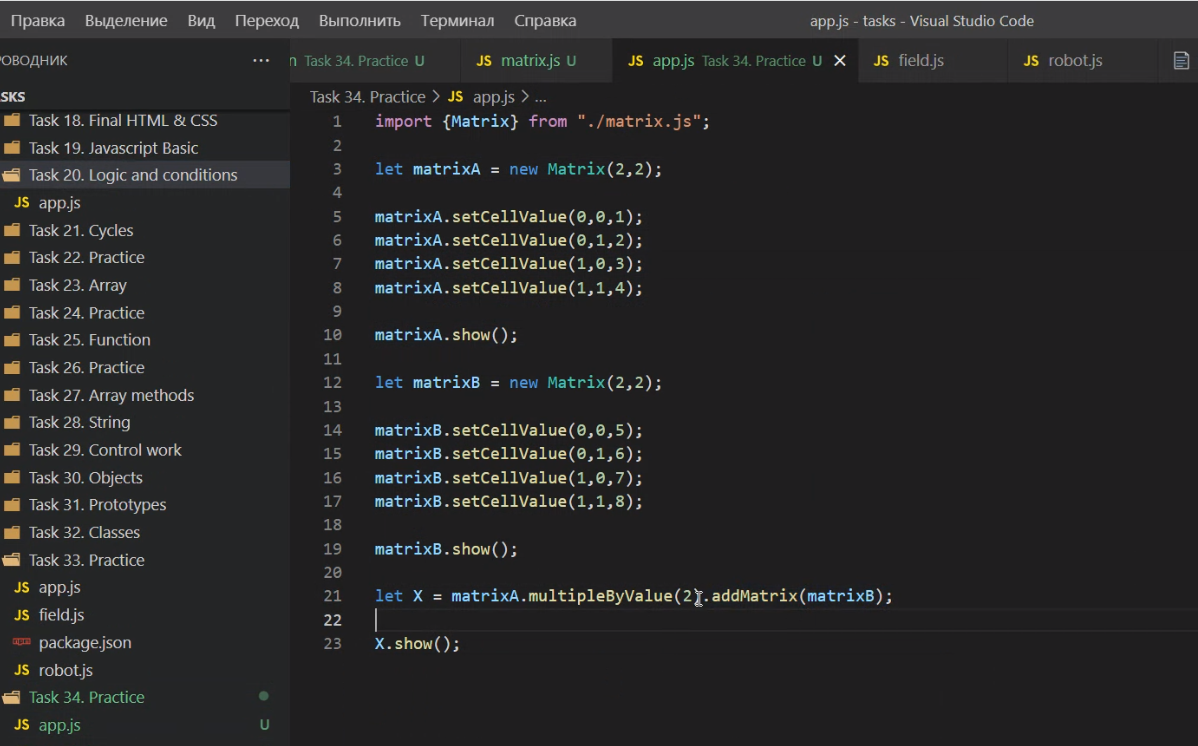 Правка Выделение Вид Переход Выполнить Терминал Справка app.js - tasks - Visual Studio Code
РОВОДНИК ...
n Task 34. Practice U JS matrix.js U JS app.js Task 34. Practice U × JS field.js JS robot.js
SKS
Task 18. Final HTML & CSS
Task 19. Javascript Basic
Task 20. Logic and conditions
JS app.js
Task 21. Cycles
Task 22. Practice
Task 23. Array
Task 24. Practice
Task 25. Function
Task 26. Practice
Task 27. Array methods
Task 28. String
Task 29. Control work
Task 30. Objects
Task 31. Prototypes
Task 32. Classes
Task 33. Practice
JS app.js
JS field.js
package.json
JS robot.js
Task 34. Practice
JS app.js U
Task 34. Practice > JS app.js > ...
1 import {Matrix} from "./matrix.js";
2
3 let matrixA = new Matrix(2,2);
4
5 matrixA.setCellValue(0,0,1);
6 matrixA.setCellValue(0,1,2);
7 matrixA.setCellValue(1,0,3);
8 matrixA.setCellValue(1,1,4);
9
10 matrixA.show();
11
12 let matrixB = new Matrix(2,2);
13
14 matrixB.setCellValue(0,0,5);
15 matrixB.setCellValue(0,1,6);
16 matrixB.setCellValue(1,0,7);
17 matrixB.setCellValue(1,1,8);
18
19 matrixB.show();
20
21 let X = matrixA.multipleByValue(2).addMatrix(matrixB);
22
23 X.show();